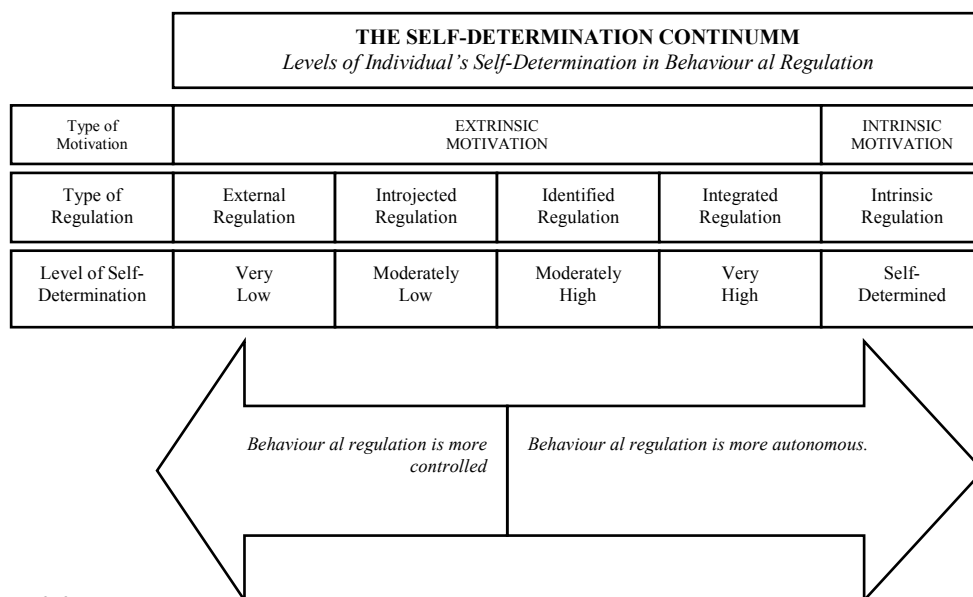 THE SELF-DETERMINATION CONTINUMM
Levels of Individual's Self-Determination in Behaviour al Regulation
Type of
Motivation
EXTRINSIC
MOTIVATION
INTRINSIC
MOTIVATION
Type of
Regulation
External
Regulation
Introjected
Regulation
Identified
Regulation
Integrated
Regulation
Intrinsic
Regulation
Level of Self-
Determination
Very
Low
Moderately
Low
Moderately
High
Very
High
Self-
Determined
Behaviour al regulation is more
controlled
Behaviour al regulation is more autonomous.